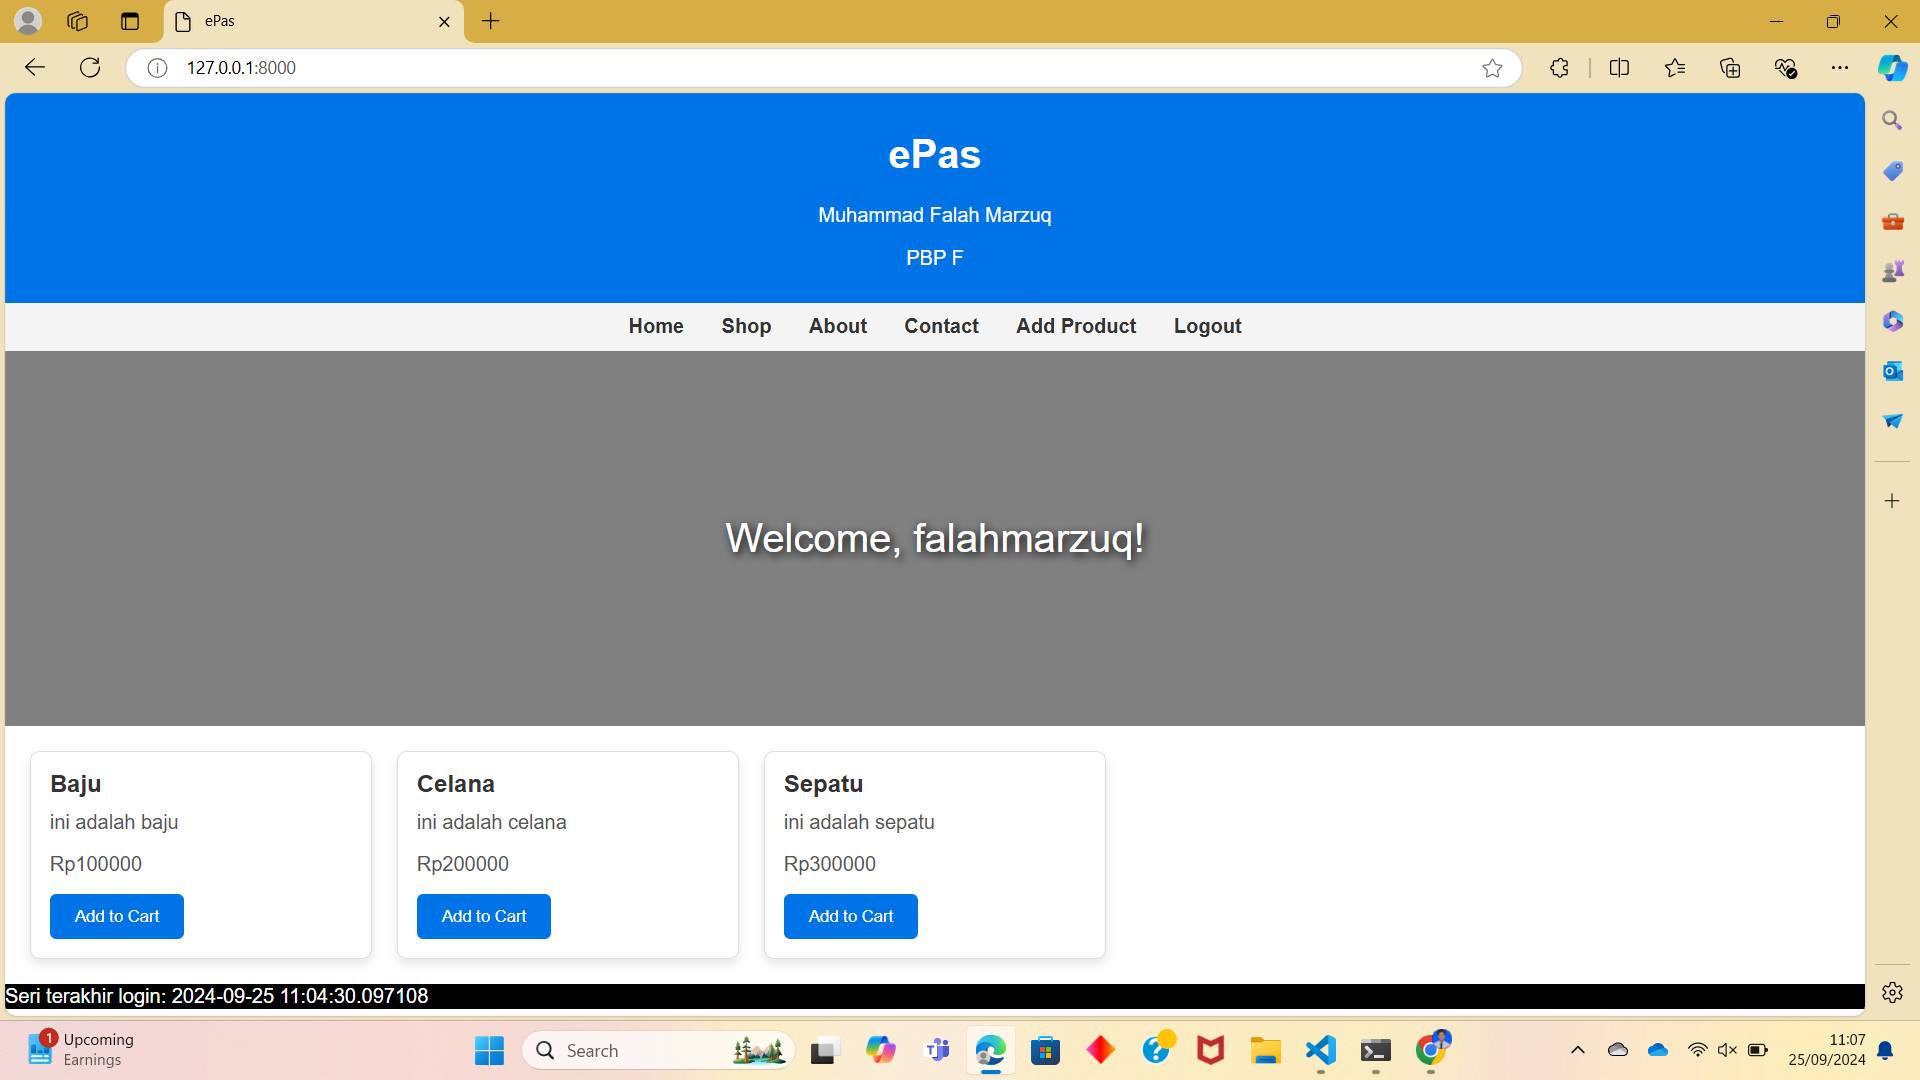 ePas
127.0.0.1:8000
ePas
Muhammad Falah Marzuq
PBP F
Home Shop About Contact Add Product Logout
Welcome, falahmarzuq!
Baju
ini adalah baju
Rp100000
Add to Cart
Celana
ini adalah celana
Rp200000
Add to Cart
Sepatu
ini adalah sepatu
Rp300000
Add to Cart
Seri terakhir login: 2024-09-25 11:04:30.097108
1
Upcoming
Earnings
Search
11:07
25/09/2024